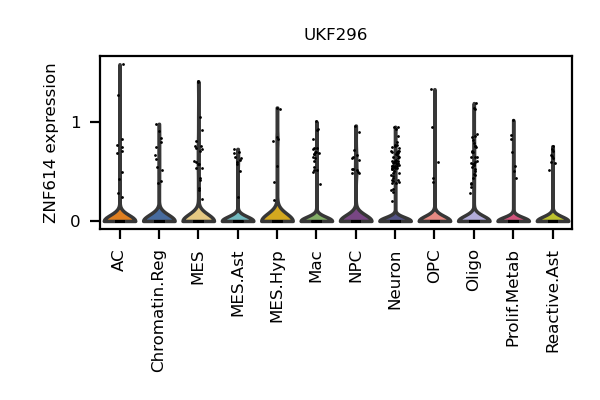 UKF296
ZNF614 expression
1
0
AC
Chromatin.Reg
MES
MES.Ast
MES.Hyp
Mac
NPC
Neuron
OPC
Oligo
Prolif.Metab
Reactive.Ast